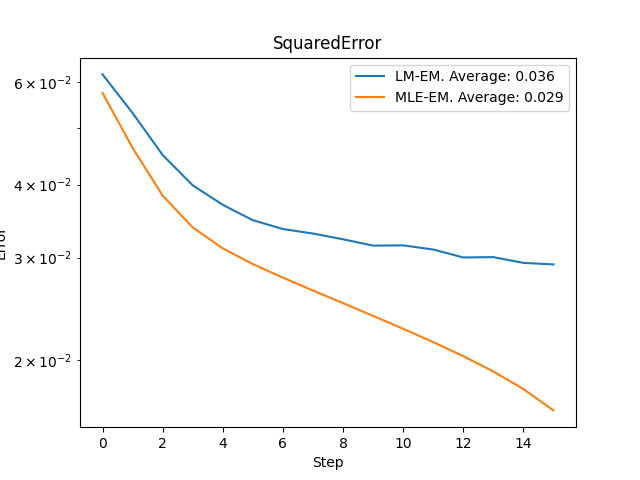 SquaredError
LM-EM. Average: 0.036
MLE-EM. Average: 0.029
6 × 10⁻²
4 × 10⁻²
3 × 10⁻²
2 × 10⁻²
Error
0 2 4 6 8 10 12 14
Step